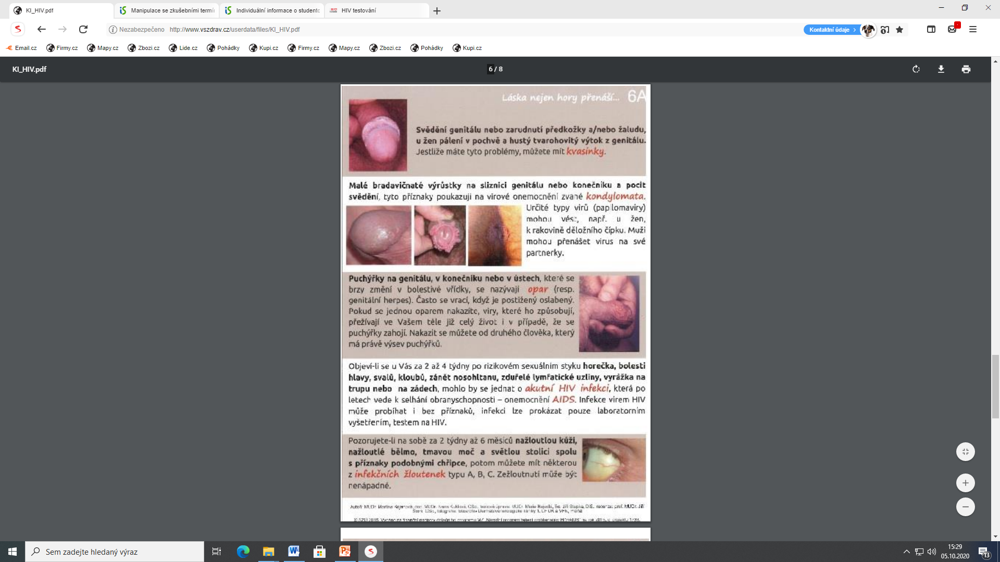 KI_HIV.pdf
Manipulace se zkušebními termín
Individuální informace o studento
HIV testování
Nezabezpečeno http://www.vszdrav.cz/userdata/files/KI_HIV.pdf
Kontaktní údaje
Email.cz Firmy.cz Mapy.cz Zbozi.cz Lide.cz Pohádky Kupi.cz Firmy.cz Mapy.cz Zbozi.cz Pohádky Kupi.cz
KI_HIV.pdf
6 / 8
Láska nejen hory přenáší... 6A
Svědění genitálu nebo zarudnutí předkožky a/nebo žaludu,
u žen pálení v pochvě a hustý tvarohovitý výtok z genitálu.
Jestliže máte tyto problémy, můžete mít kvasinky.
Malé bradavičnaté výrůstky na sliznici genitálu nebo konečníku a pocit
svědění, tyto příznaky poukazují na virové onemocnění zvané kondylomata.
Určité typy virů (papilomaviry)
mohou vést, např. u žen,
k rakovině děložního čípku. Muži
mohou přenášet virus na své
partnerky.
Puchýřky na genitálu, v konečníku nebo v ústech, které se
brzy změní v bolestivé vřídky, se nazývají opar (resp.
genitální herpes). Často se vrací, když je postižený oslabený.
Pokud se jednou oparem nakazíte, viry, které ho způsobují,
přežívají ve Vašem těle již celý život i v případě, že se
puchýřky zahojí. Nakazit se můžete od druhého člověka, který
má právě výsev puchýřků.
Objeví-li se u Vás za 2 až 4 týdny po rizikovém sexuálním styku horečka, bolesti
hlavy, svalů, kloubů, zánět nosohltanu, zduřelé lymfatické uzliny, vyrážka na
trupu nebo na zádech, mohlo by se jednat o akutní HIV infekci, která po
letech vede k selhání obranyschopnosti – onemocnění AIDS. Infekce virem HIV
může probíhat i bez příznaků, infekci lze prokázat pouze laboratorním
vyšetřením, testem na HIV.
Pozorujete-li na sobě za 2 týdny až 6 měsíců nažloutlou kůži,
nažloutlé bělmo, tmavou moč a světlou stolici spolu
s příznaky podobnými chřipce, potom můžete mít některou
z infekčních žloutenek typu A, B, C. Zežloutnutí může být
nenápadné.
Sem zadejte hledaný výraz
15:29
05.10.2020
13